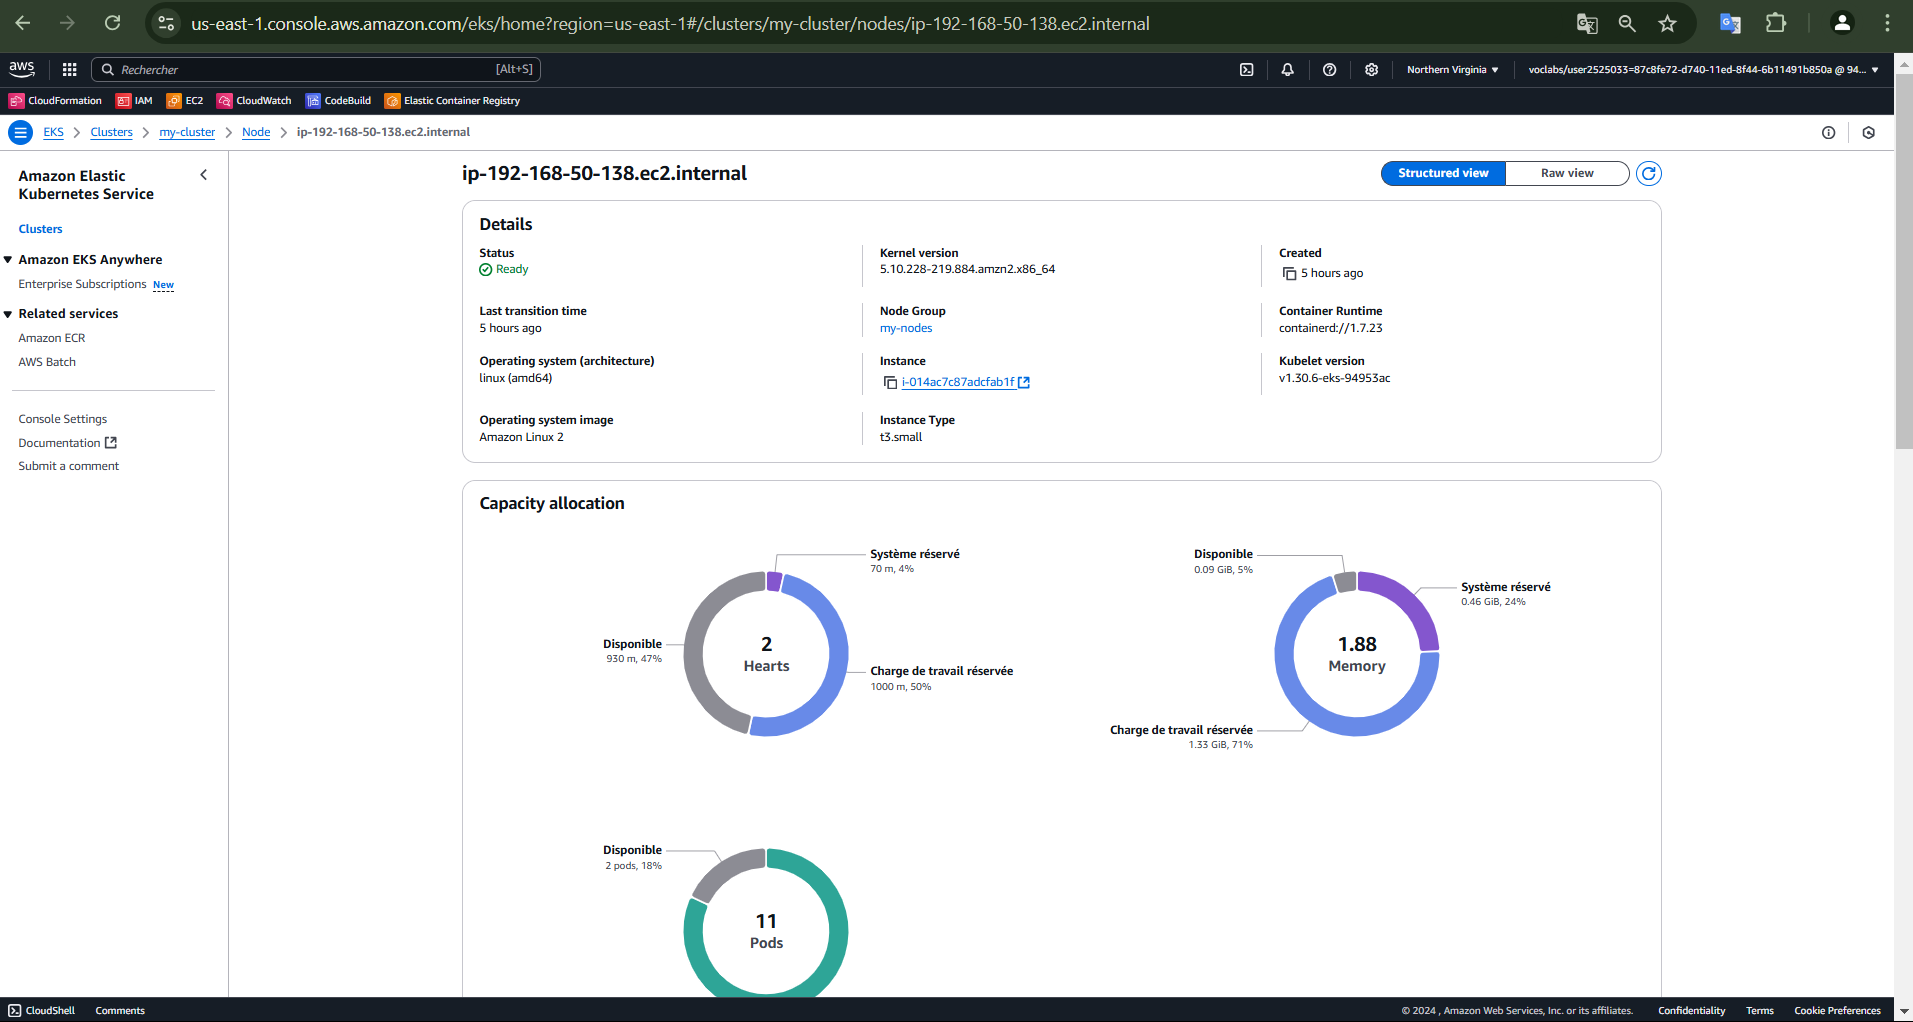 us-east-1.console.aws.amazon.com/eks/home?region=us-east-1#/clusters/my-cluster/nodes/ip-192-168-50-138.ec2.internal
aws
Rechercher
[Alt+S]
Northern Virginia
voclabs/user2525033=87c8fe72-d740-11ed-8f44-6b11491b850a @ 94...
CloudFormation
IAM
EC2
CloudWatch
CodeBuild
Elastic Container Registry
EKS
Clusters
my-cluster
Node
ip-192-168-50-138.ec2.internal
Amazon Elastic
Kubernetes Service
Clusters
Amazon EKS Anywhere
Enterprise Subscriptions New
Related services
Amazon ECR
AWS Batch
Console Settings
Documentation
Submit a comment
ip-192-168-50-138.ec2.internal
Structured view
Raw view
Details
Status
Ready
Kernel version
5.10.228-219.884.amzn2.x86_64
Created
5 hours ago
Last transition time
5 hours ago
Node Group
my-nodes
Container Runtime
containerd://1.7.23
Operating system (architecture)
linux (amd64)
Instance
i-014ac7c87adcfab1f
Kubelet version
v1.30.6-eks-94953ac
Operating system image
Amazon Linux 2
Instance Type
t3.small
Capacity allocation
Système réservé
70 m, 4%
Disponible
930 m, 47%
2
Hearts
Charge de travail réservée
1000 m, 50%
Disponible
0.09 GiB, 5%
Système réservé
0.46 GiB, 24%
1.88
Memory
Charge de travail réservée
1.33 GiB, 71%
Disponible
2 pods, 18%
11
Pods
CloudShell
Comments
© 2024 , Amazon Web Services, Inc. or its affiliates.
Confidentiality
Terms
Cookie Preferences